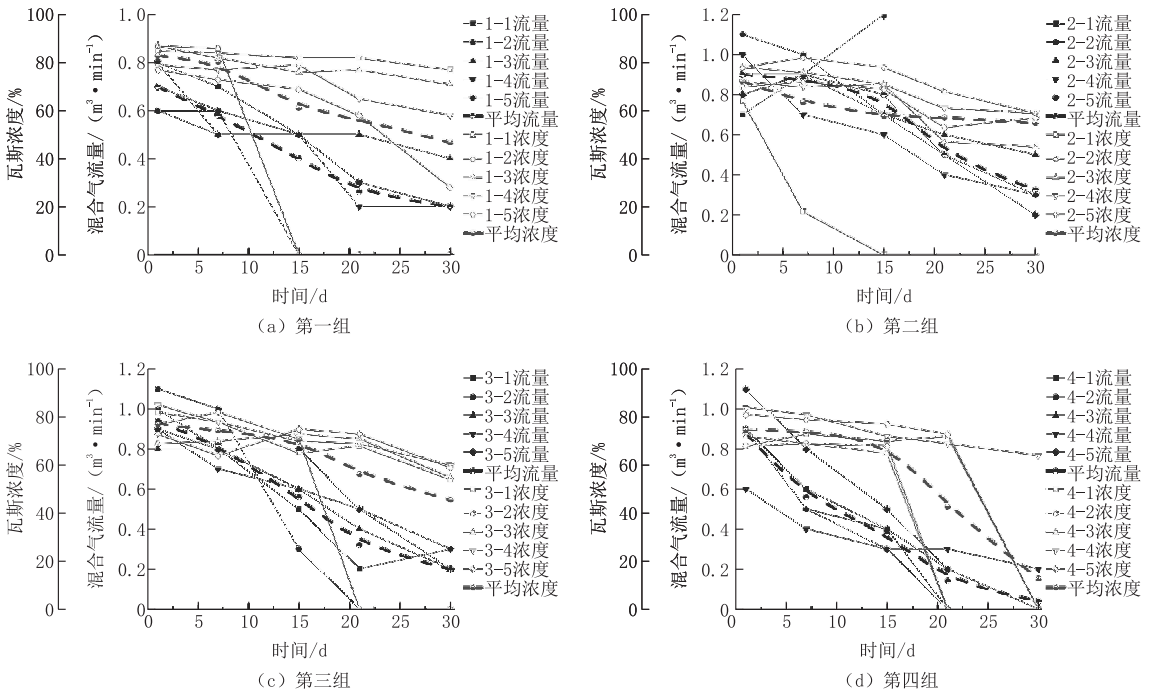 瓦斯浓度/%
100
80
60
40
20
0
混合气流量/（m³·min⁻¹）
1.0
0.8
0.6
0.4
0.2
0
0 5 10 15 20 25 30
时间/d
1-1流量
1-2流量
1-3流量
1-4流量
1-5流量
平均流量
1-1浓度
1-2浓度
1-3浓度
1-4浓度
1-5浓度
平均浓度
（a）第一组
瓦斯浓度/%
100
80
60
40
20
0
混合气流量/（m³·min⁻¹）
1.2
1.0
0.8
0.6
0.4
0.2
0
0 5 10 15 20 25 30
时间/d
2-1流量
2-2流量
2-3流量
2-4流量
2-5流量
平均流量
2-1浓度
2-2浓度
2-3浓度
2-4浓度
2-5浓度
平均浓度
（b）第二组
瓦斯浓度/%
100
80
60
40
20
0
混合气流量/（m³·min⁻¹）
1.2
1.0
0.8
0.6
0.4
0.2
0
0 5 10 15 20 25 30
时间/d
3-1流量
3-2流量
3-3流量
3-4流量
3-5流量
平均流量
3-1浓度
3-2浓度
3-3浓度
3-4浓度
3-5浓度
平均浓度
（c）第三组
瓦斯浓度/%
100
80
60
40
20
0
混合气流量/（m³·min⁻¹）
1.2
1.0
0.8
0.6
0.4
0.2
0
0 5 10 15 20 25 30
时间/d
4-1流量
4-2流量
4-3流量
4-4流量
4-5流量
平均流量
4-1浓度
4-2浓度
4-3浓度
4-4浓度
4-5浓度
平均浓度
（d）第四组